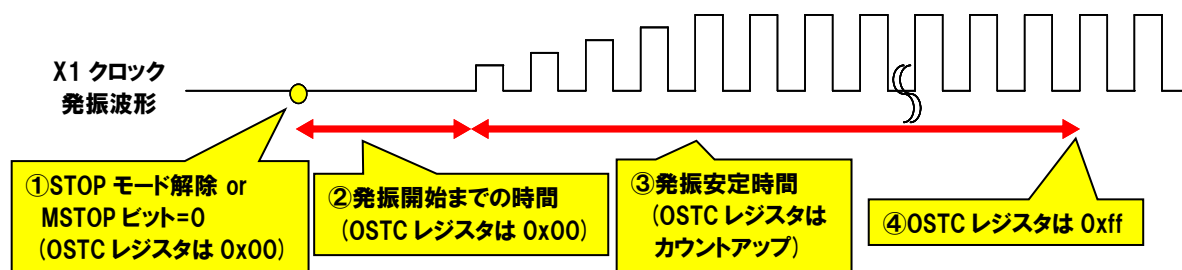 X1 クロック
発振波形
①STOP モード解除 or
MSTOP ビット=0
(OSTC レジスタは 0x00)
②発振開始までの時間
(OSTC レジスタは 0x00)
③発振安定時間
(OSTC レジスタは
カウントアップ)
④OSTC レジスタは 0xff